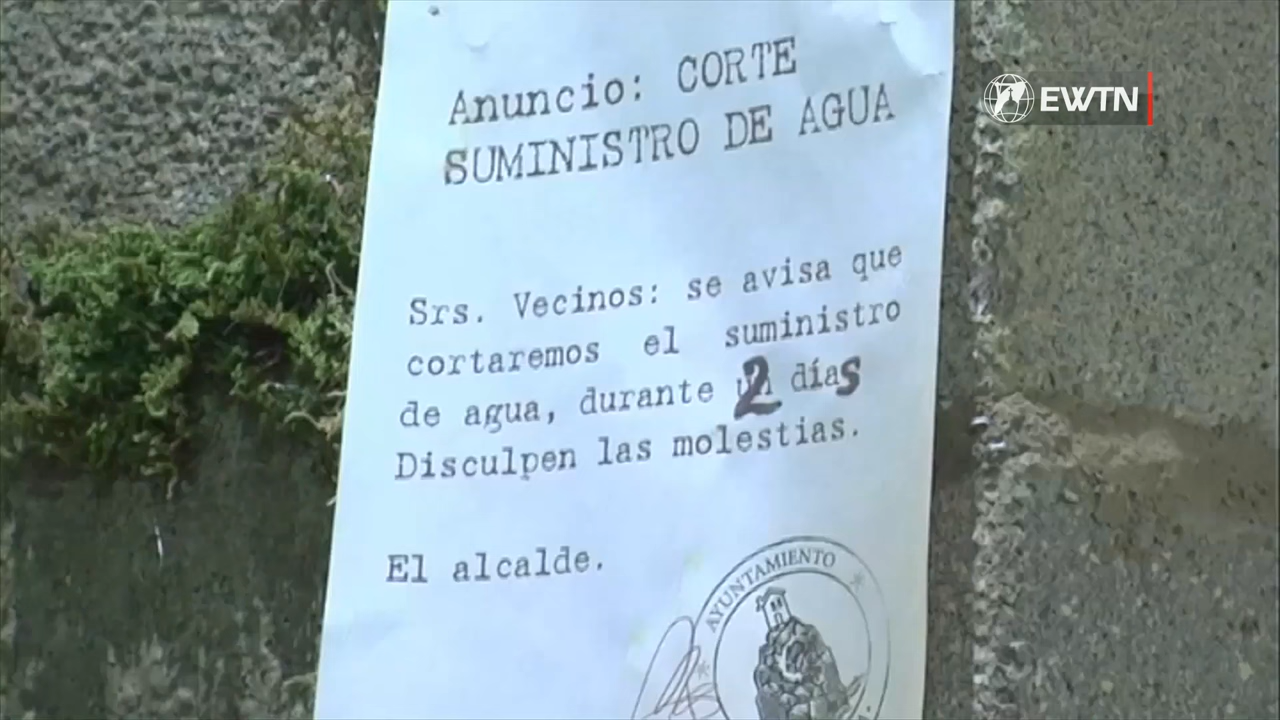 EWTN
Anuncio: CORTE
SUMINISTRO DE AGUA
Srs. Vecinos: se avisa que
cortaremos el suministro
de agua, durante 2 días
Disculpen las molestias.
El alcalde.
AYUNTAMIENTO